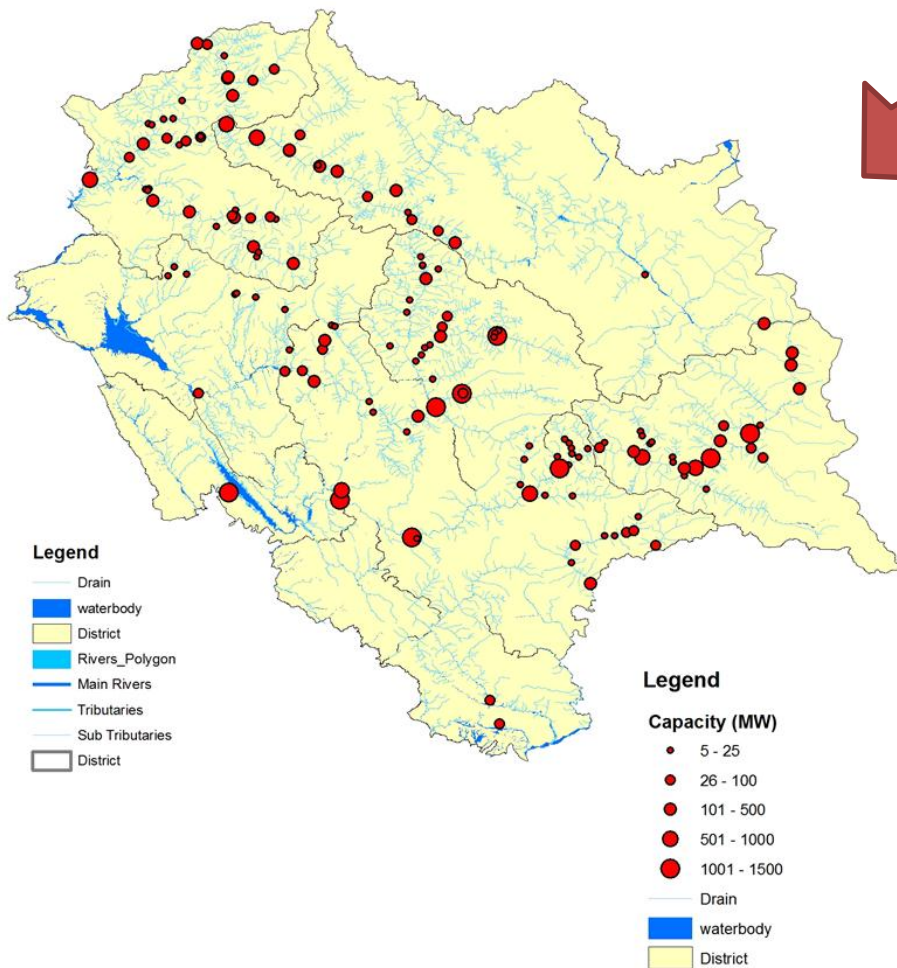 Legend
Drain
waterbody
District
Rivers_Polygon
Main Rivers
Tributaries
Sub Tributaries
District
Legend
Capacity (MW)
5 - 25
26 - 100
101 - 500
501 - 1000
1001 - 1500
Drain
waterbody
District